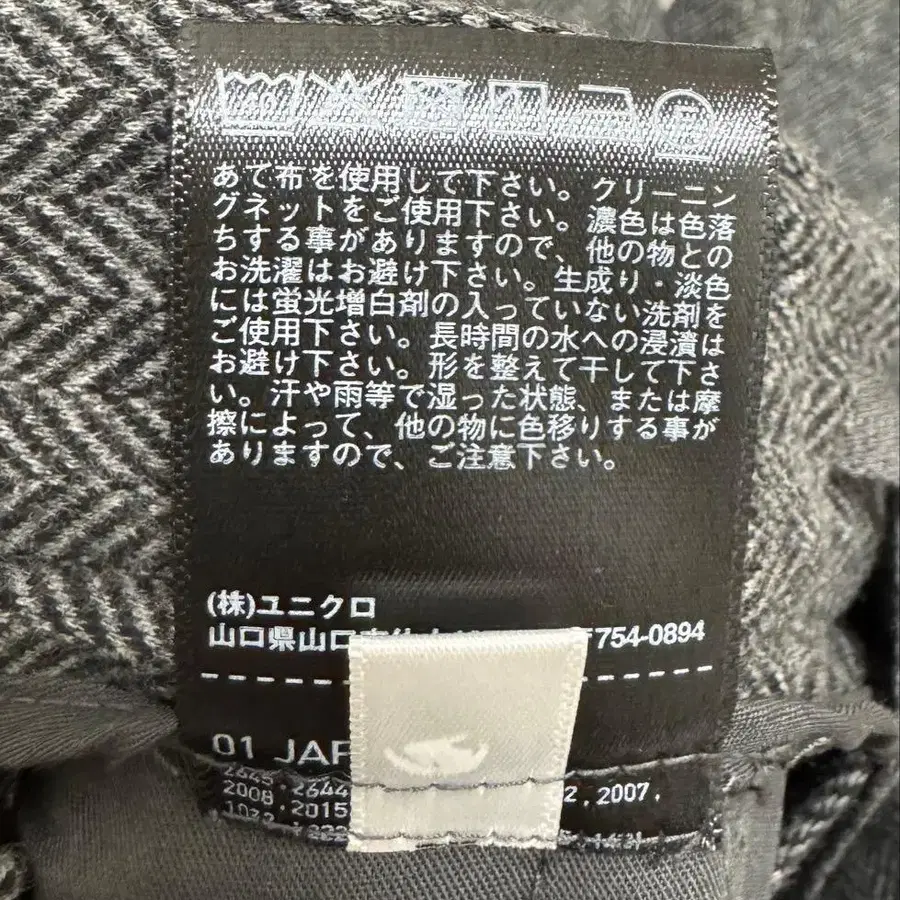 40
あて布を使用して下さい。クリーニン
グネットをご使用下さい。濃色は色落
ちする事がありますので、他の物との
お洗濯はお避け下さい。生成り・淡色
には蛍光増白剤の入っていない洗剤を
ご使用下さい。長時間の水への浸漬は
お避け下さい。形を整えて干して下さ
い。汗や雨等で湿った状態、または摩
擦によって、他の物に色移りする事が
ありますので、ご注意下さい。
(株)ユニクロ
山口県山口 754-0894
01
2644
2008・2015 2007.